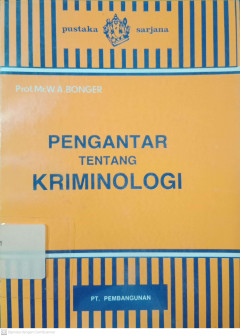 pustaka sarjana
Prof. Mr. W. A. BONGER
PENGANTAR
TENTANG
KRIMINOLOGI
PT. PEMBANGUNAN